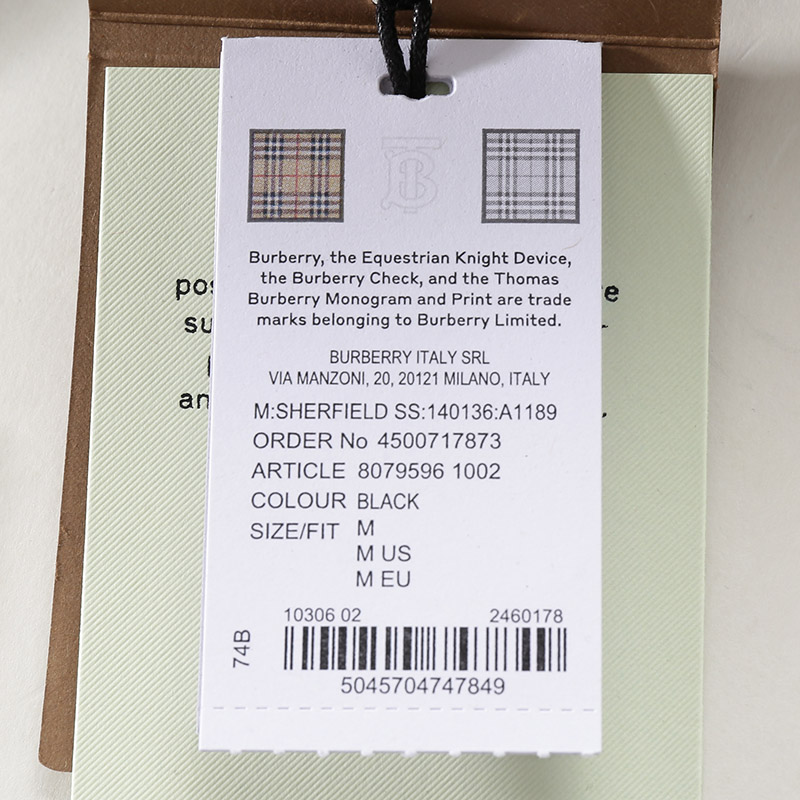 Burberry, the Equestrian Knight Device,
the Burberry Check, and the Thomas
Burberry Monogram and Print are trade
marks belonging to Burberry Limited.
BURBERRY ITALY SRL
VIA MANZONI, 20, 20121 MILANO, ITALY
M:SHERFIELD SS:140136:A1189
ORDER No 4500717873
ARTICLE 8079596 1002
COLOUR BLACK
SIZE/FIT M
M US
M EU
10306 02 2460178
74B
5045704747849